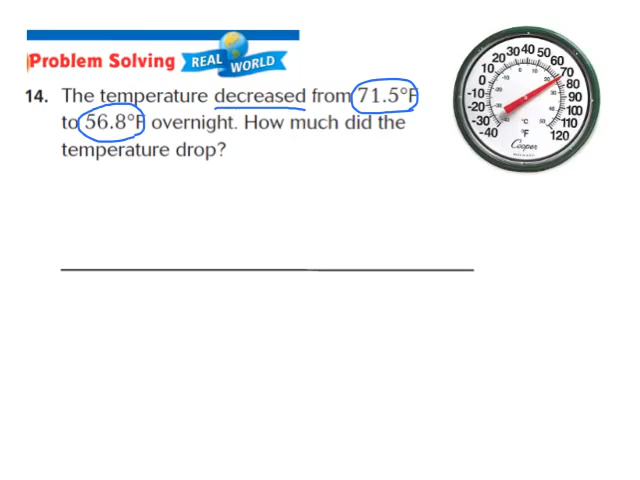 Problem Solving REAL WORLD
14. The temperature decreased from 71.5°F
to 56.8°F overnight. How much did the
temperature drop?
-40 -30 -20 -10 0 10 20 30 40 50 60 70 80 90 100 110 120
°C
°F
Cooper